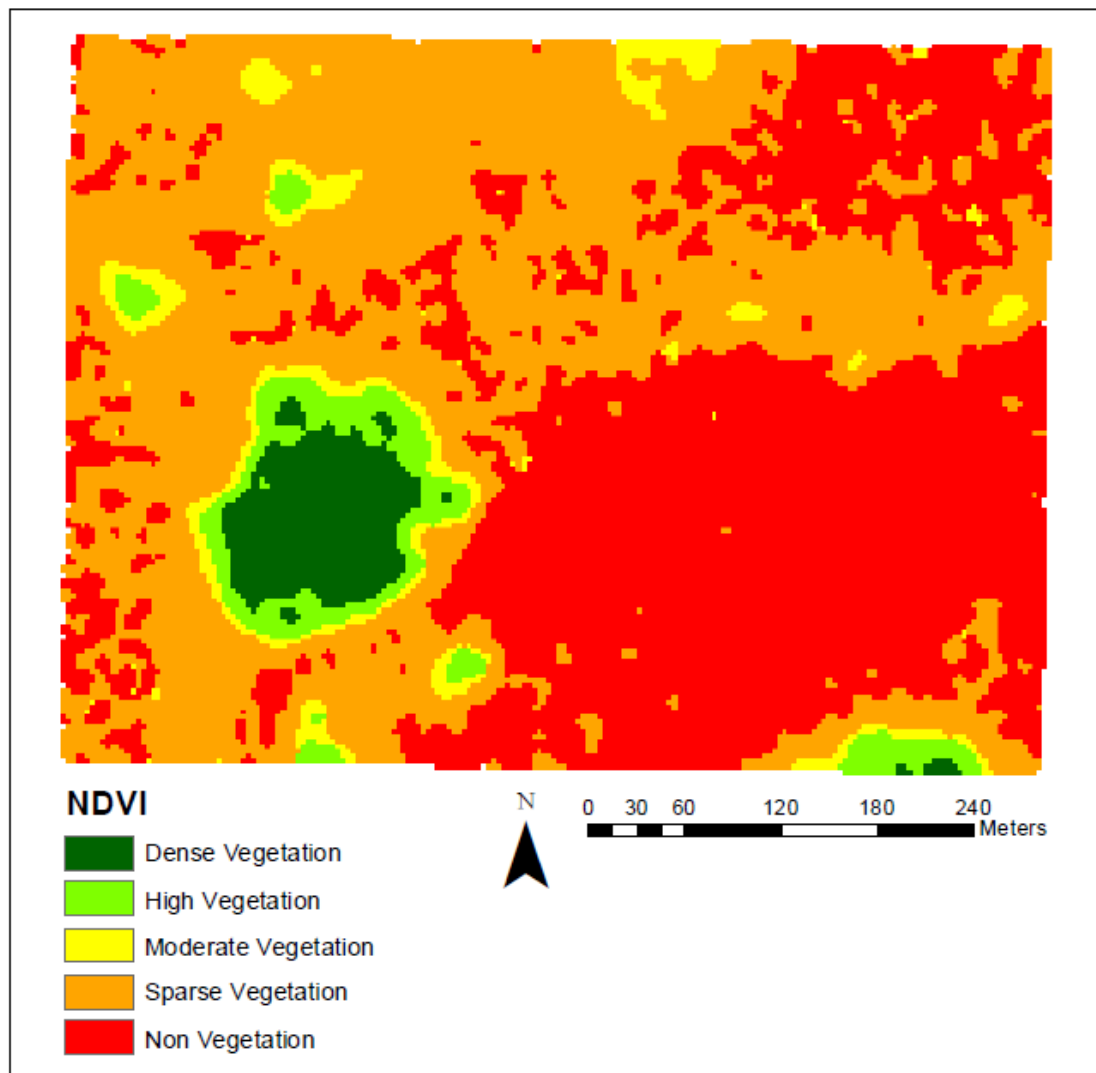 NDVI
Dense Vegetation
High Vegetation
Moderate Vegetation
Sparse Vegetation
Non Vegetation
N
0 30 60 120 180 240
Meters